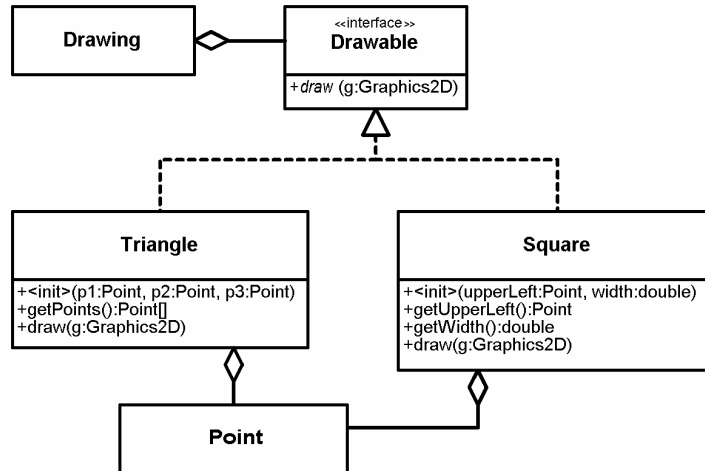 Drawing
<<interface>>
Drawable
+draw (g:Graphics2D)
Triangle
+<init>(p1:Point, p2:Point, p3:Point)
+getPoints():Point[]
+draw(g:Graphics2D)
Square
+<init>(upperLeft:Point, width:double)
+getUpperLeft():Point
+getWidth():double
+draw(g:Graphics2D)
Point